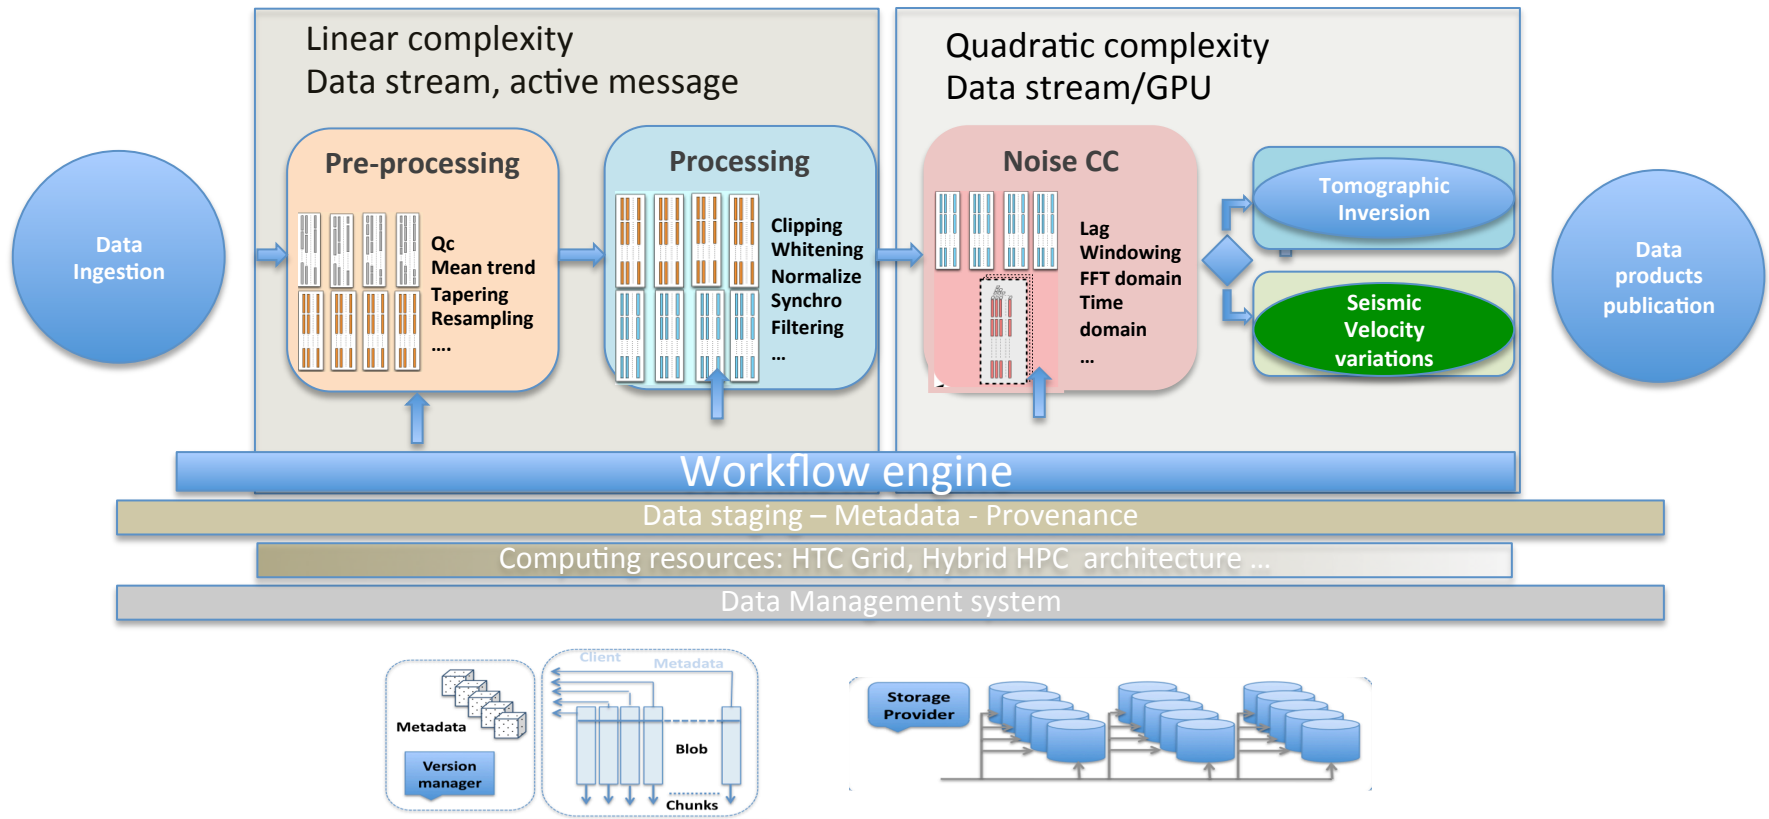 Linear complexity
Data stream, active message
Quadratic complexity
Data stream/GPU
Data
Ingestion
Pre-processing
Qc
Mean trend
Tapering
Resampling
....
Processing
Clipping
Whitening
Normalize
Synchro
Filtering
...
Noise CC
Lag
Windowing
FFT domain
Time
domain
...
Tomographic
Inversion
Seismic
Velocity
variations
Data
products
publication
Workflow engine
Data staging – Metadata - Provenance
Computing resources: HTC Grid, Hybrid HPC architecture ...
Data Management system
Metadata
Version
manager
Client
Metadata
Blob
Chunks
Storage
Provider